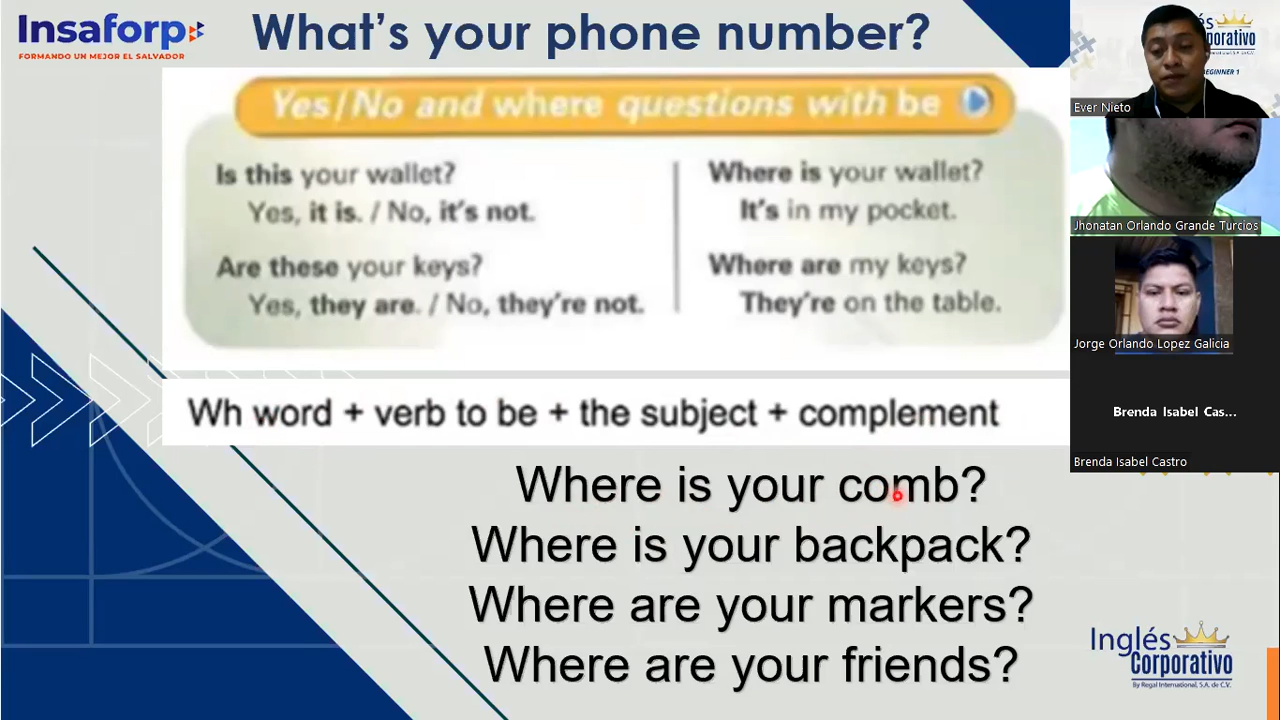 Insaforp
FORMANDO UN MEJOR EL SALVADOR
What's your phone number?
Yes/No and where questions with be
Is this your wallet?
Yes, it is. / No, it's not.
Are these your keys?
Yes, they are. / No, they're not.
Where is your wallet?
It's in my pocket.
Where are my keys?
They're on the table.
Wh word + verb to be + the subject + complement
Where is your comb?
Where is your backpack?
Where are your markers?
Where are your friends?
Inglés
Corporativo
By Regal International, S.A. de C.V.
Ever Nieto
BEGINNER 1
Jhonatan Orlando Grande Turcios
Jorge Orlando Lopez Galicia
Brenda Isabel Cas...
Brenda Isabel Castro